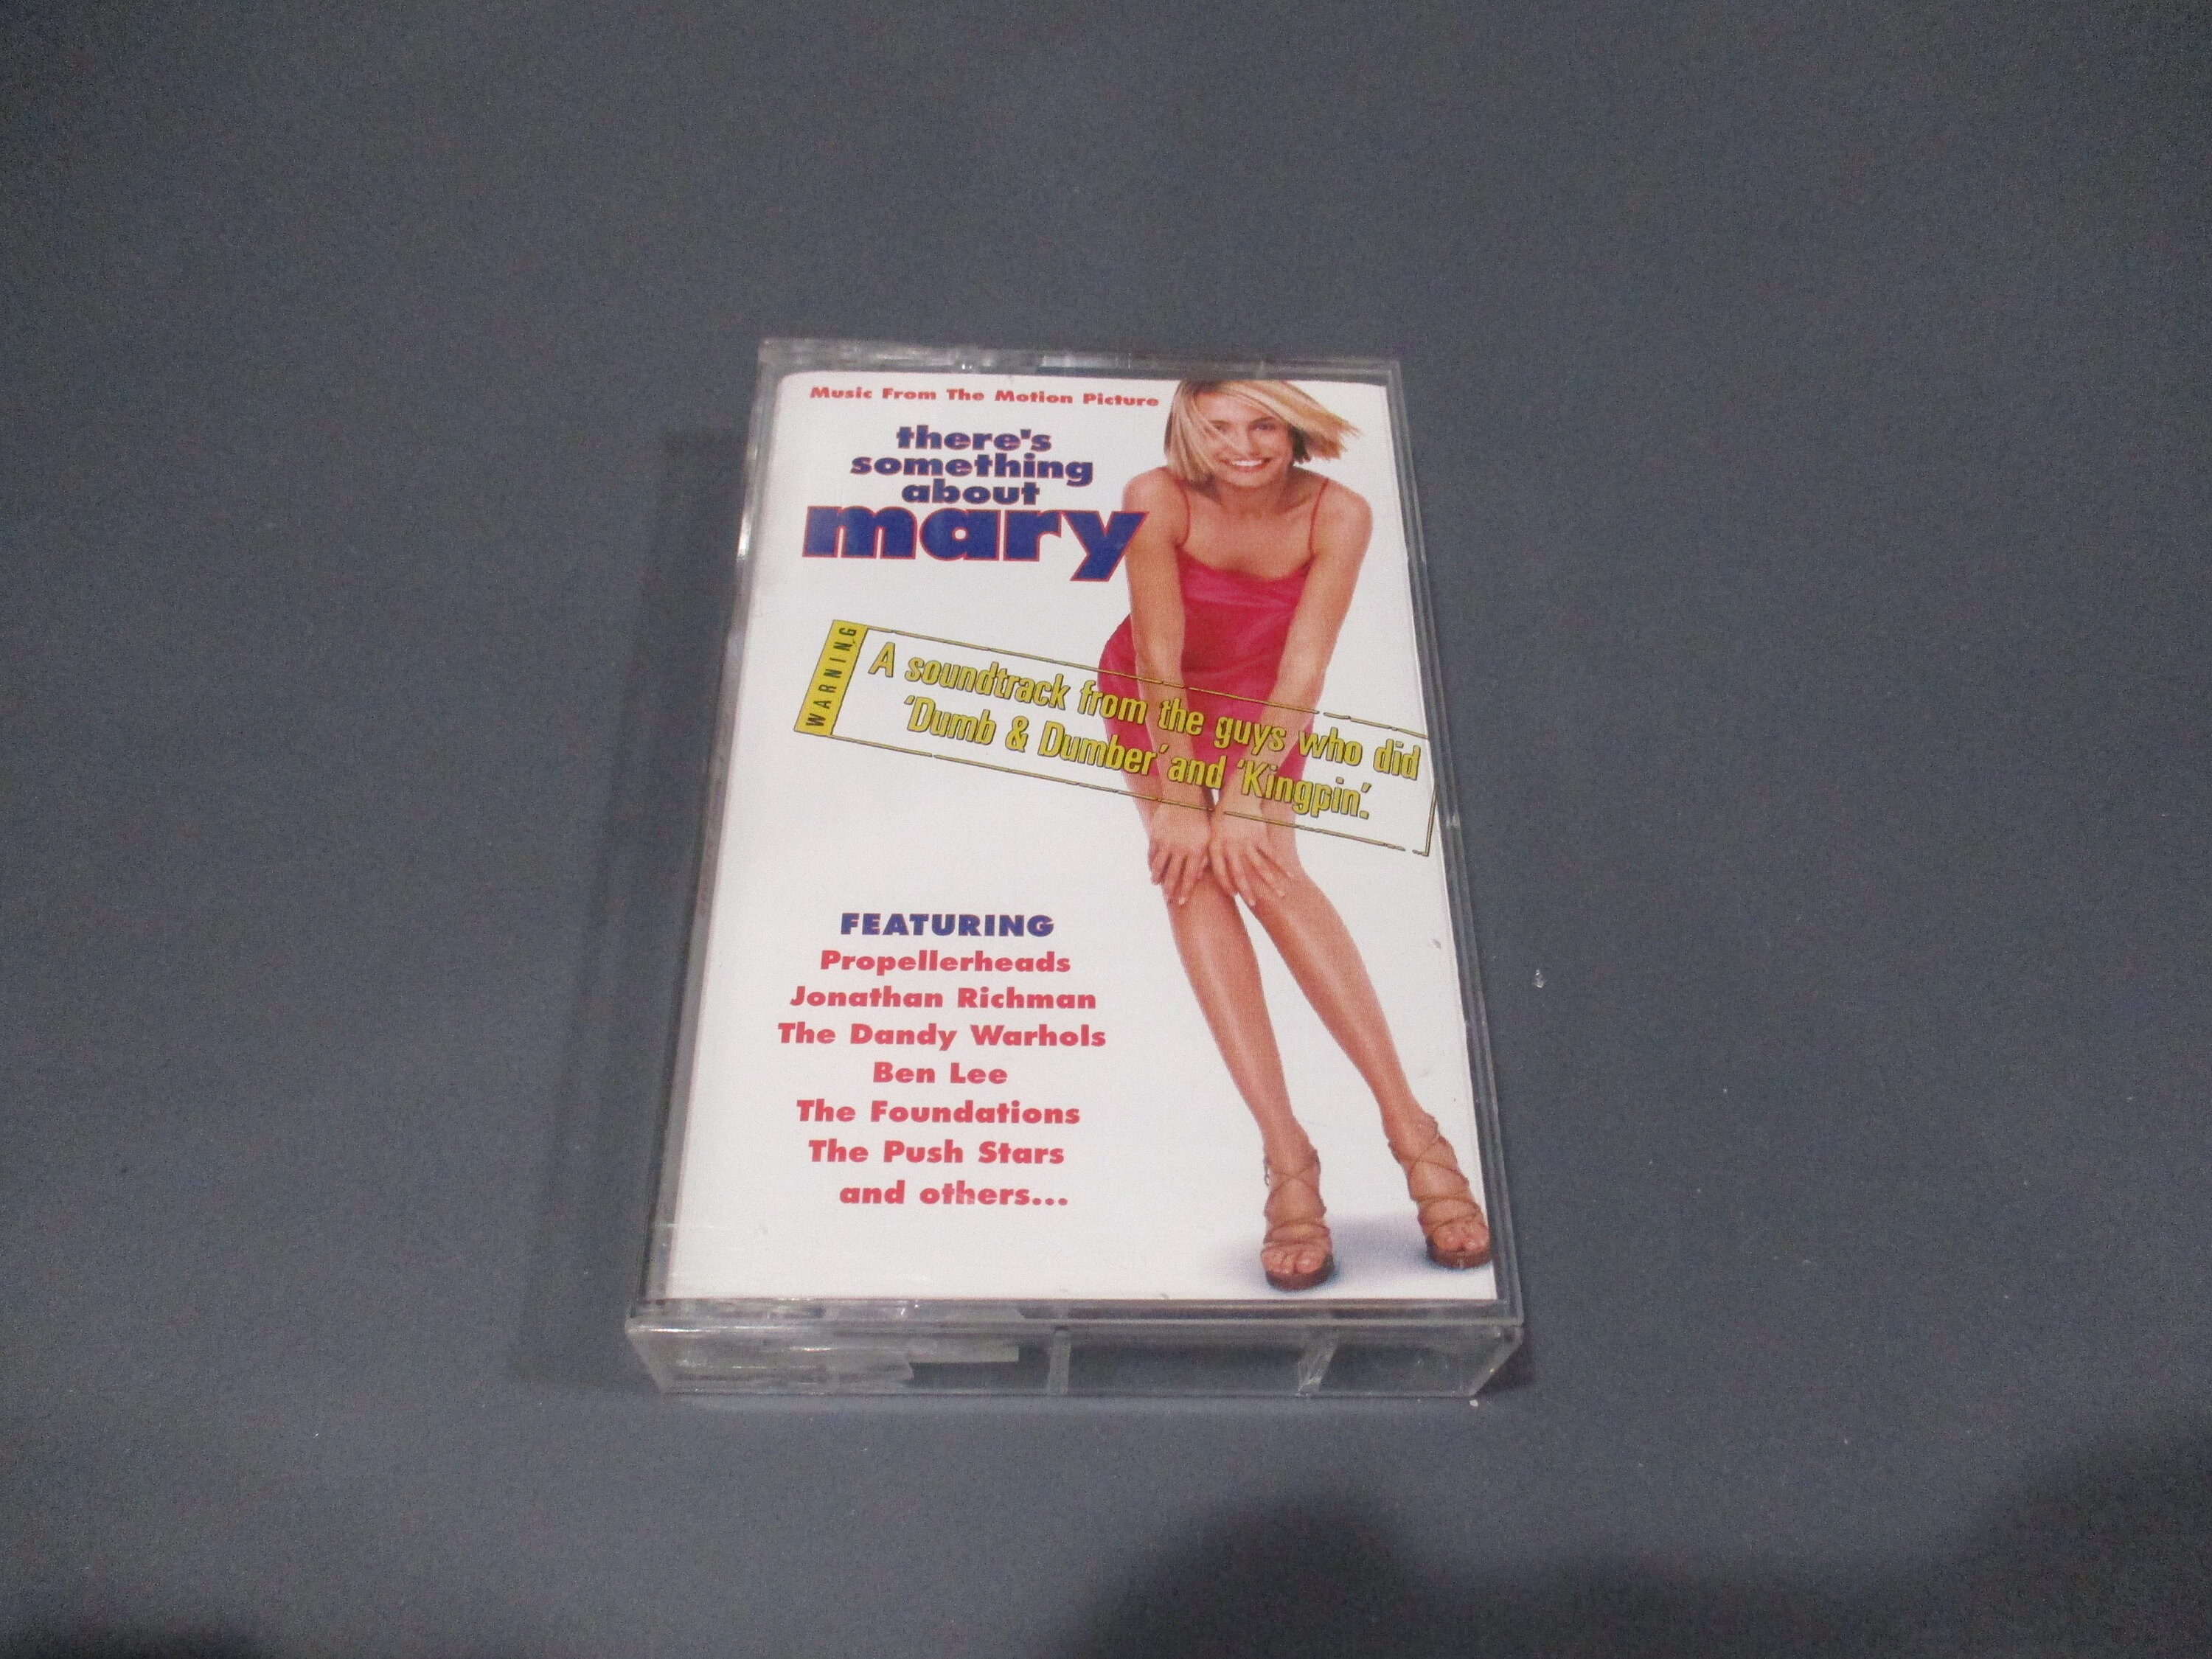 Music From The Motion Picture
there's
something
about
mary
WARNING
A soundtrack from the guys who did
'Dumb & Dumber' and 'Kingpin'.
FEATURING
Propellerheads
Jonathan Richman
The Dandy Warhols
Ben Lee
The Foundations
The Push Stars
and others...